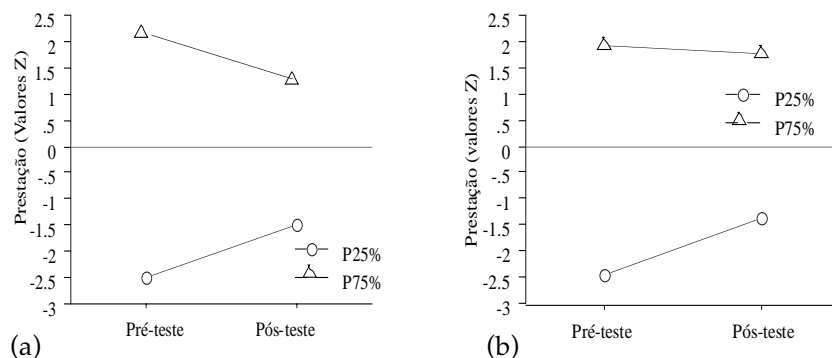 Prestação (Valores Z)
2.5
2
1.5
1
.5
0
-.5
-1
-1.5
-2
-2.5
-3
P25%
P75%
Pré-teste Pós-teste
(a)
Prestação (valores Z)
2.5
2
1.5
1
.5
0
-.5
-1
-1.5
-2
-2.5
-3
P25%
P75%
Pré-teste Pós-teste
(b)